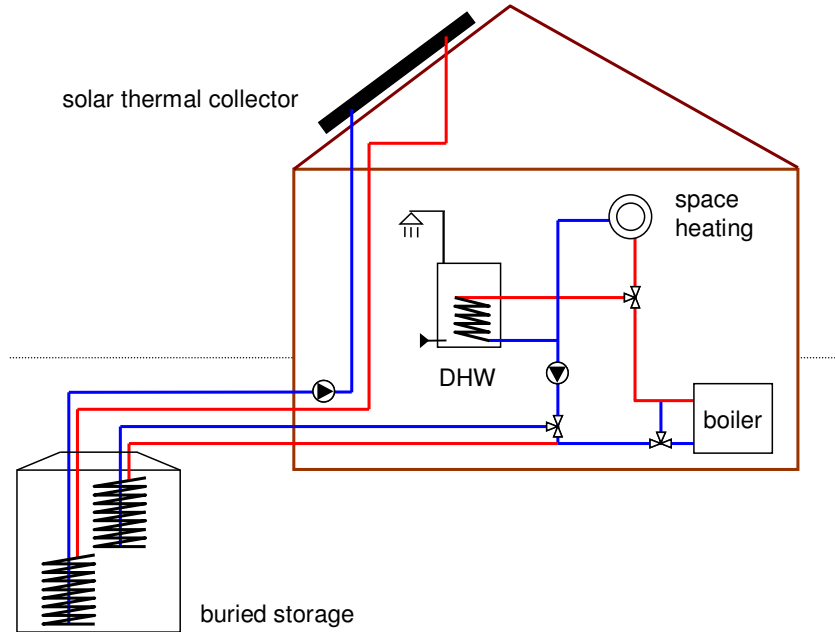 solar thermal collector
space
heating
DHW
boiler
buried storage